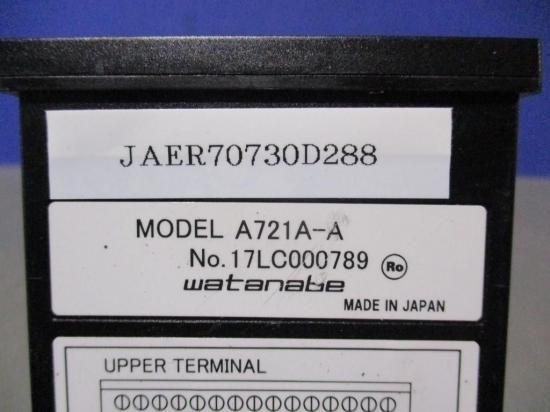 JAER70730D288
MODEL A721A-A
No.17LC000789 Ro
watanabe
MADE IN JAPAN
UPPER TERMINAL